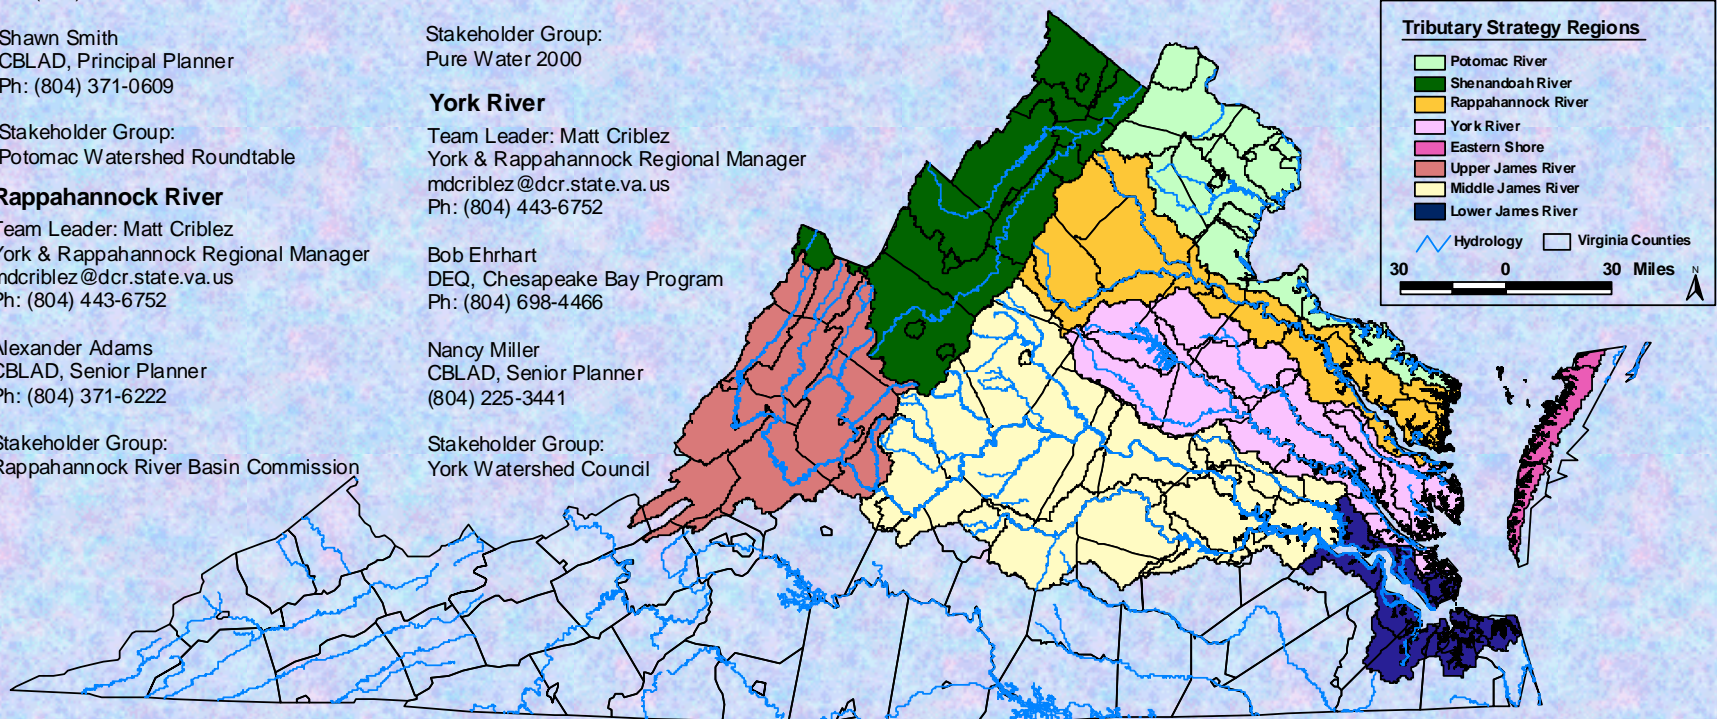 Shawn Smith
CBLAD, Principal Planner
Ph: (804) 371-0609
Stakeholder Group:
Potomac Watershed Roundtable
Rappahannock River
Team Leader: Matt Criblez
York & Rappahannock Regional Manager
mdcriblez@dcr.state.va.us
Ph: (804) 443-6752
Alexander Adams
CBLAD, Senior Planner
Ph: (804) 371-6222
Stakeholder Group:
Rappahannock River Basin Commission
Stakeholder Group:
Pure Water 2000
York River
Team Leader: Matt Criblez
York & Rappahannock Regional Manager
mdcriblez@dcr.state.va.us
Ph: (804) 443-6752
Bob Ehrhart
DEQ, Chesapeake Bay Program
Ph: (804) 698-4466
Nancy Miller
CBLAD, Senior Planner
(804) 225-3441
Stakeholder Group:
York Watershed Council
Tributary Strategy Regions
Potomac River
Shenandoah River
Rappahannock River
York River
Eastern Shore
Upper James River
Middle James River
Lower James River
Hydrology Virginia Counties
30 0 30 Miles N